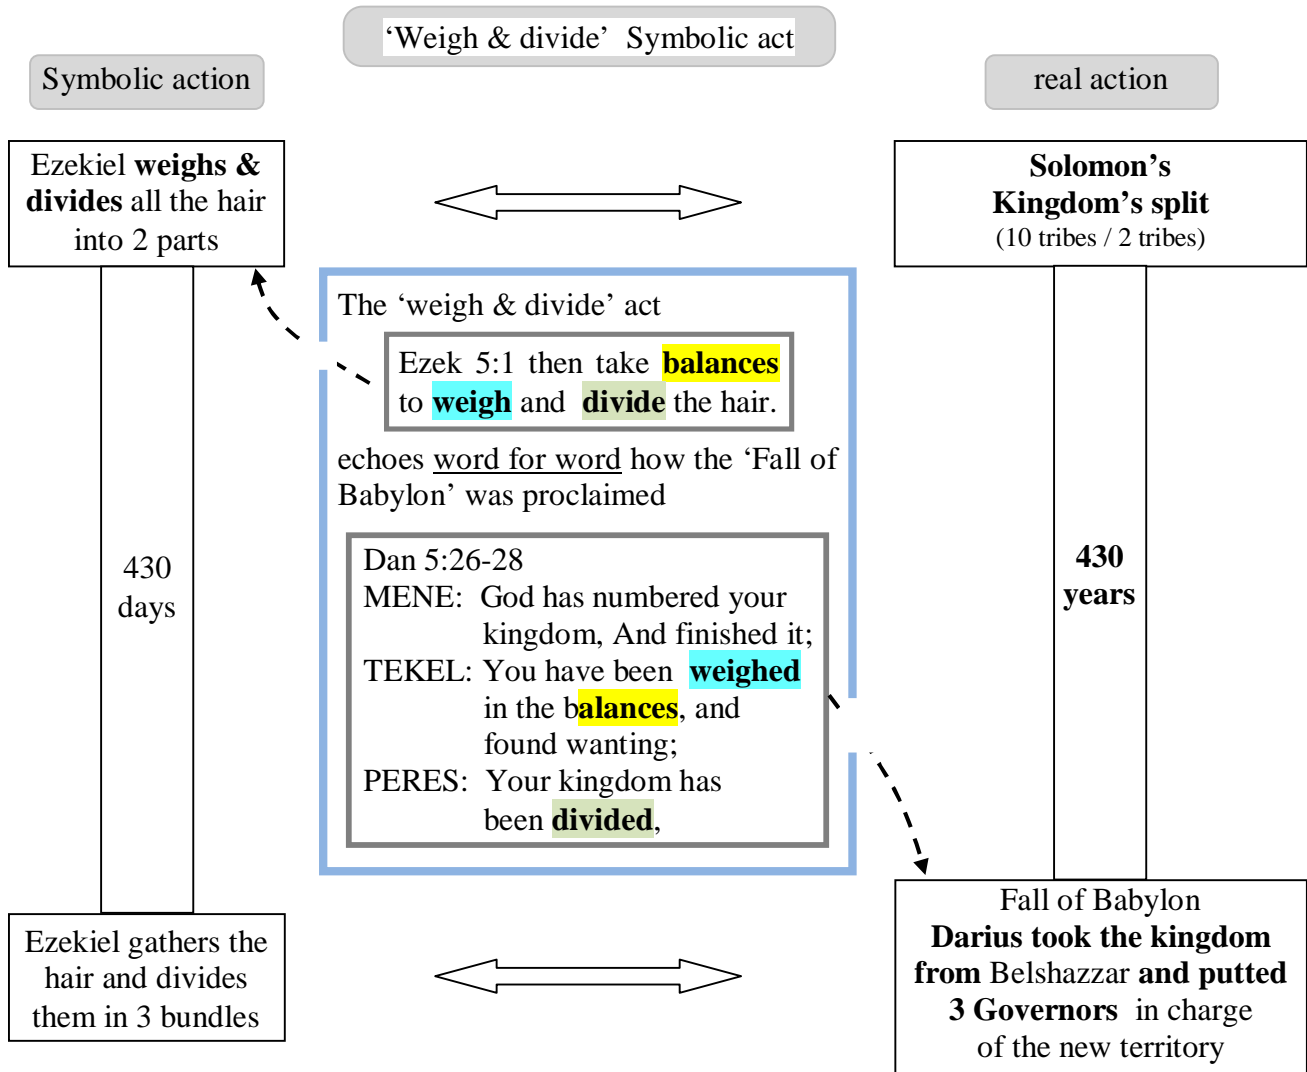 ‘Weigh & divide’ Symbolic act
Symbolic action
real action
Ezekiel weighs &
divides all the hair
into 2 parts
Solomon’s
Kingdom’s split
(10 tribes / 2 tribes)
The ‘weigh & divide’ act
Ezek 5:1 then take balances
to weigh and divide the hair.
echoes word for word how the ‘Fall of
Babylon’ was proclaimed
Dan 5:26-28
MENE: God has numbered your
kingdom, And finished it;
TEKEL: You have been weighed
in the balances, and
found wanting;
PERES: Your kingdom has
been divided,
430
days
430
years
Ezekiel gathers the
hair and divides
them in 3 bundles
Fall of Babylon
Darius took the kingdom
from Belshazzar and putted
3 Governors in charge
of the new territory